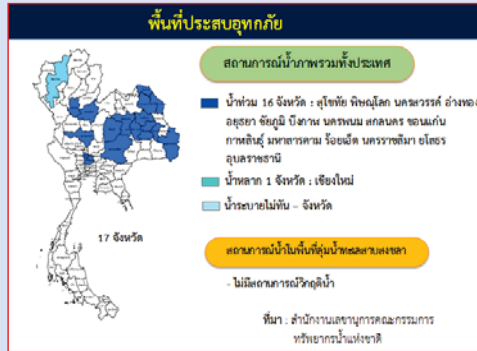 พื้นที่ประสบอุทกภัย
สถานการณ์น้ำภาพรวมทั้งประเทศ
น้ำท่วม 16 จังหวัด : สุโขทัย พิษณุโลก นครสวรรค์ อ่างทอง
อยุธยา ชัยภูมิ บึงกาฬ นครพนม สกลนคร ขอนแก่น
กาฬสินธุ์ มหาสารคาม ร้อยเอ็ด นครราชสีมา ยโสธร
อุบลราชธานี
น้ำหลาก 1 จังหวัด : เชียงใหม่
น้ำระบายไม่ทัน – จังหวัด
17 จังหวัด
สถานการณ์น้ำในพื้นที่ลุ่มน้ำทะเลสาบสงขลา
- ไม่มีสถานการณ์วิกฤติน้ำ
ที่มา : สำนักงานเลขานุการคณะกรรมการ
ทรัพยากรน้ำแห่งชาติ